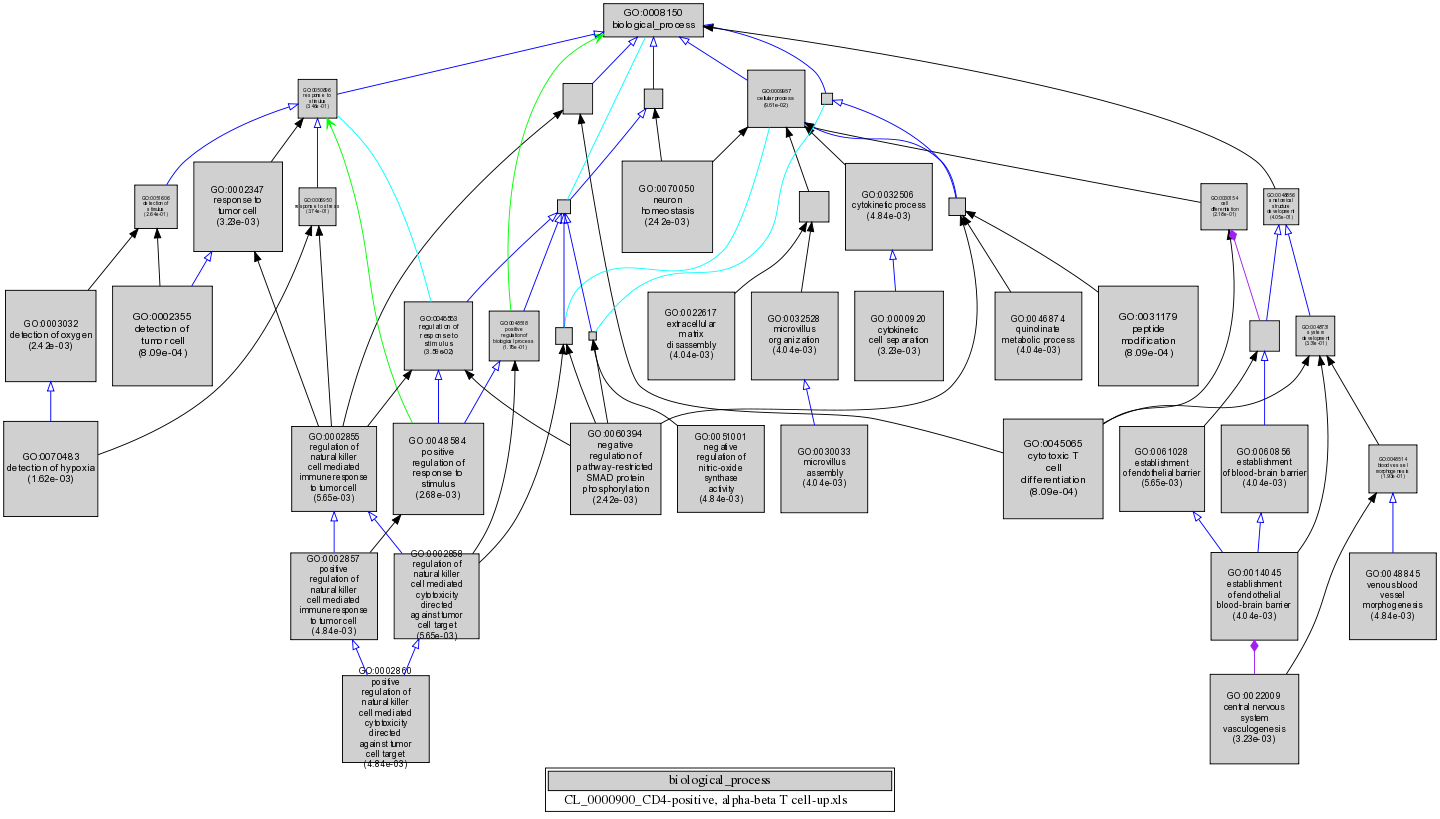 GO:0008150
biological_process
GO:0050896
response to
stimulus
(3.46e-01)
GO:0009987
cellular process
(9.61e-02)
GO:0051606
detection of
stimulus
(2.64e-01)
GO:0002347
response to
tumor cell
(3.23e-03)
GO:0006950
response to stress
(3.74e-01)
GO:0070050
neuron
homeostasis
(2.42e-03)
GO:0032506
cytokinetic process
(4.84e-03)
GO:0030154
cell
differentiation
(2.18e-01)
GO:0048856
anatomical
structure
development
(4.05e-01)
GO:0003032
detection of oxygen
(2.42e-03)
GO:0002355
detection of
tumor cell
(8.09e-04)
GO:0048583
regulation of
response to
stimulus
(3.59e-02)
GO:0048518
positive
regulation of
biological process
(1.78e-01)
GO:0022617
extracellular
matrix
disassembly
(4.04e-03)
GO:0032528
microvillus
organization
(4.04e-03)
GO:0000920
cytokinetic
cell separation
(3.23e-03)
GO:0046874
quinolinate
metabolic process
(4.04e-03)
GO:0031179
peptide
modification
(8.09e-04)
GO:0048731
system
development
GO:0070483
detection of hypoxia
(1.62e-03)
GO:0002855
regulation of
natural killer
cell mediated
immune response
to tumor cell
(5.65e-03)
GO:0048584
positive
regulation of
response to
stimulus
(2.68e-03)
GO:0060394
negative
regulation of
pathway-restricted
SMAD protein
phosphorylation
(2.42e-03)
GO:0051001
negative
regulation of
nitric-oxide
synthase
activity
(4.84e-03)
GO:0030033
microvillus
assembly
(4.04e-03)
GO:0045065
cytotoxic T
cell
differentiation
(8.09e-04)
GO:0061028
establishment
of endothelial barrier
(5.65e-03)
GO:0060856
establishment
of blood-brain barrier
(4.04e-03)
GO:0048514
blood vessel
morphogenesis
(1.93e-01)
GO:0002857
positive
regulation of
natural killer
cell mediated
immune response
to tumor cell
(4.84e-03)
GO:0002858
regulation of
natural killer
cell mediated
cytotoxicity
directed
against tumor
cell target
(5.65e-03)
GO:0014045
establishment
of endothelial
blood-brain barrier
(4.04e-03)
GO:0048845
venous blood
vessel
morphogenesis
(4.84e-03)
GO:0002860
positive
regulation of
natural killer
cell mediated
cytotoxicity
directed
against tumor
cell target
(4.84e-03)
GO:0022009
central nervous
system
vasculogenesis
(3.23e-03)
biological_process
CL_0000900_CD4-positive, alpha-beta T cell-up.xls